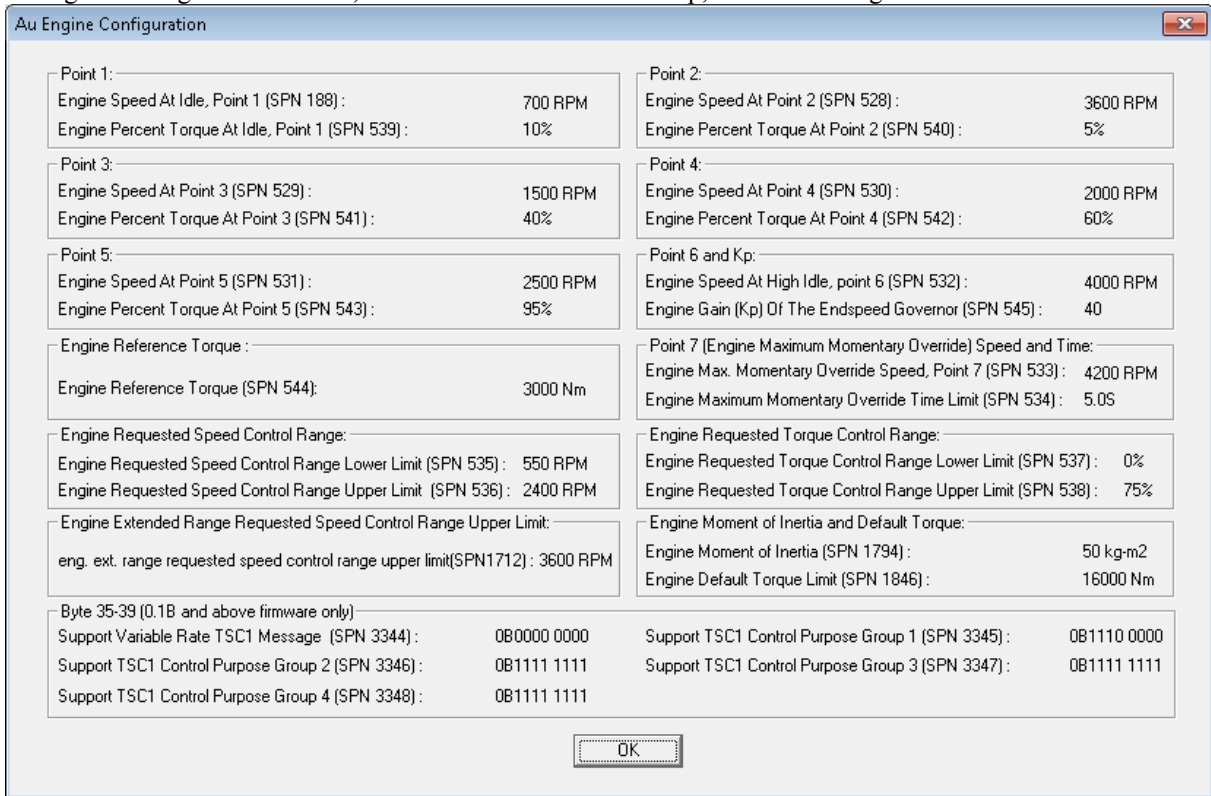 Au Engine Configuration
Point 1:
Engine Speed At Idle, Point 1 (SPN 188) : 700 RPM
Engine Percent Torque At Idle, Point 1 (SPN 539) : 10%
Point 2:
Engine Speed At Point 2 (SPN 528) : 3600 RPM
Engine Percent Torque At Point 2 (SPN 540) : 5%
Point 3:
Engine Speed At Point 3 (SPN 529) : 1500 RPM
Engine Percent Torque At Point 3 (SPN 541) : 40%
Point 4:
Engine Speed At Point 4 (SPN 530) : 2000 RPM
Engine Percent Torque At Point 4 (SPN 542) : 60%
Point 5:
Engine Speed At Point 5 (SPN 531) : 2500 RPM
Engine Percent Torque At Point 5 (SPN 543) : 95%
Point 6 and Kp:
Engine Speed At High Idle, point 6 (SPN 532) : 4000 RPM
Engine Gain (Kp) Of The Endspeed Governor (SPN 545) : 40
Engine Reference Torque :
Engine Reference Torque (SPN 544): 3000 Nm
Point 7 (Engine Maximum Momentary Override) Speed and Time:
Engine Max. Momentary Override Speed, Point 7 (SPN 533) : 4200 RPM
Engine Maximum Momentary Override Time Limit (SPN 534) : 5.0S
Engine Requested Speed Control Range:
Engine Requested Speed Control Range Lower Limit (SPN 535) : 550 RPM
Engine Requested Speed Control Range Upper Limit (SPN 536) : 2400 RPM
Engine Requested Torque Control Range:
Engine Requested Torque Control Range Lower Limit (SPN 537) : 0%
Engine Requested Torque Control Range Upper Limit (SPN 538) : 75%
Engine Extended Range Requested Speed Control Range Upper Limit:
eng. ext. range requested speed control range upper limit(SPN1712) : 3600 RPM
Engine Moment of Inertia and Default Torque:
Engine Moment of Inertia (SPN 1794) : 50 kg-m2
Engine Default Torque Limit (SPN 1846) : 16000 Nm
Byte 35-39 (0.1B and above firmware only)
Support Variable Rate TSC1 Message (SPN 3344) : 0B0000 0000
Support TSC1 Control Purpose Group 1 (SPN 3345) : 0B1110 0000
Support TSC1 Control Purpose Group 2 (SPN 3346) : 0B1111 1111
Support TSC1 Control Purpose Group 3 (SPN 3347) : 0B1111 1111
Support TSC1 Control Purpose Group 4 (SPN 3348) : 0B1111 1111
OK